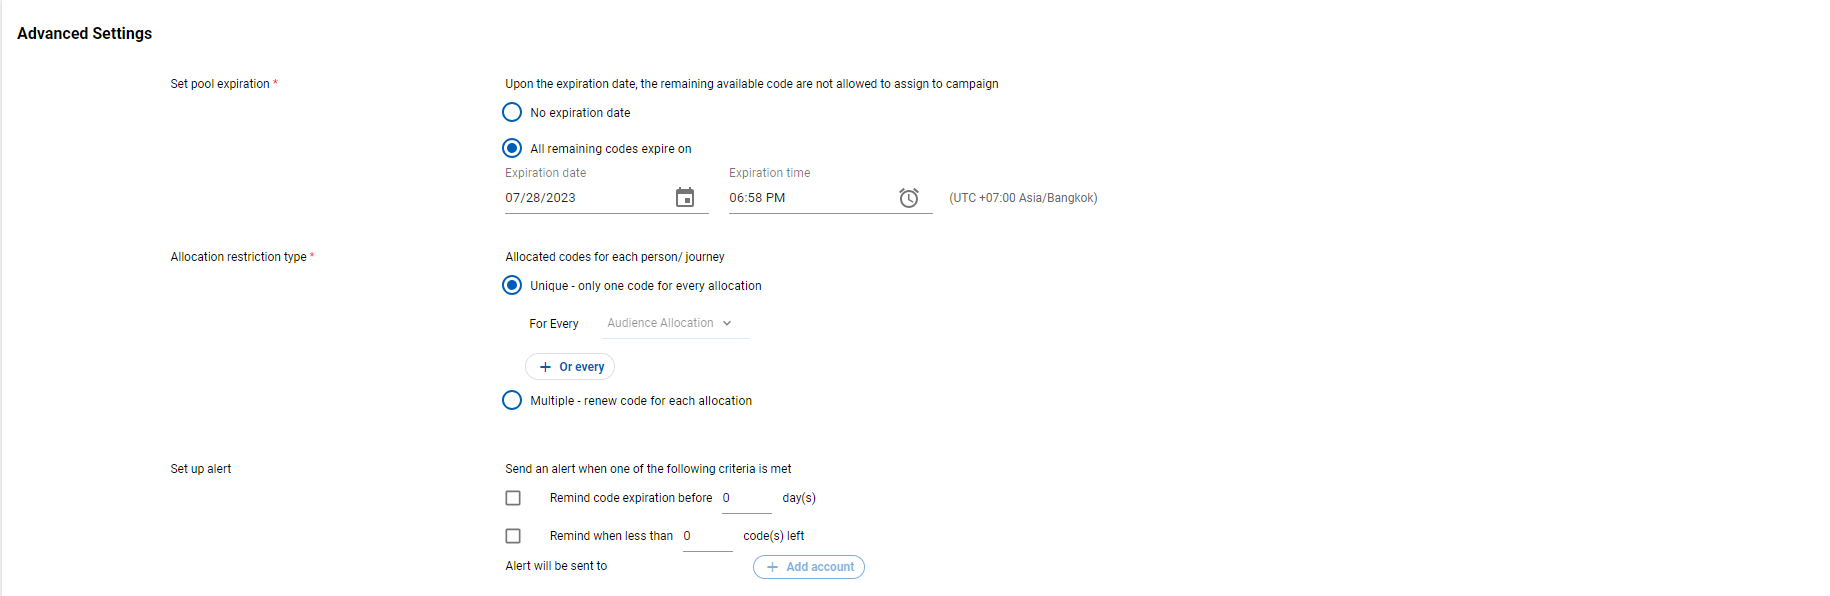 Advanced Settings
Set pool expiration *
Upon the expiration date, the remaining available code are not allowed to assign to campaign
No expiration date
All remaining codes expire on
Expiration date
Expiration time
07/28/2023
06:58 PM
(UTC +07:00 Asia/Bangkok)
Allocation restriction type *
Allocated codes for each person/ journey
Unique - only one code for every allocation
For Every Audience Allocation
+ Or every
Multiple - renew code for each allocation
Set up alert
Send an alert when one of the following criteria is met
Remind code expiration before 0 day(s)
Remind when less than 0 code(s) left
Alert will be sent to
+ Add account